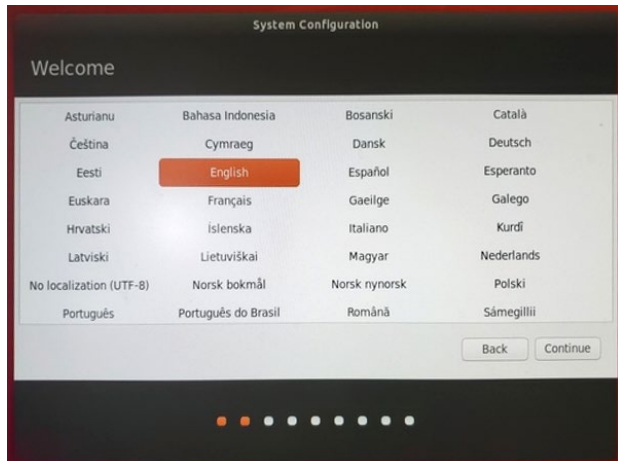 System Configuration
Welcome
Asturianu Bahasa Indonesia Bosanski Català
Čeština Cymraeg Dansk Deutsch
Eesti English Español Esperanto
Euskara Français Gaeilge Galego
Hrvatski Íslenska Italiano Kurdî
Latviski Lietuviškai Magyar Nederlands
No localization (UTF-8) Norsk bokmål Norsk nynorsk Polski
Português Português do Brasil Română Sámegillii
Back Continue